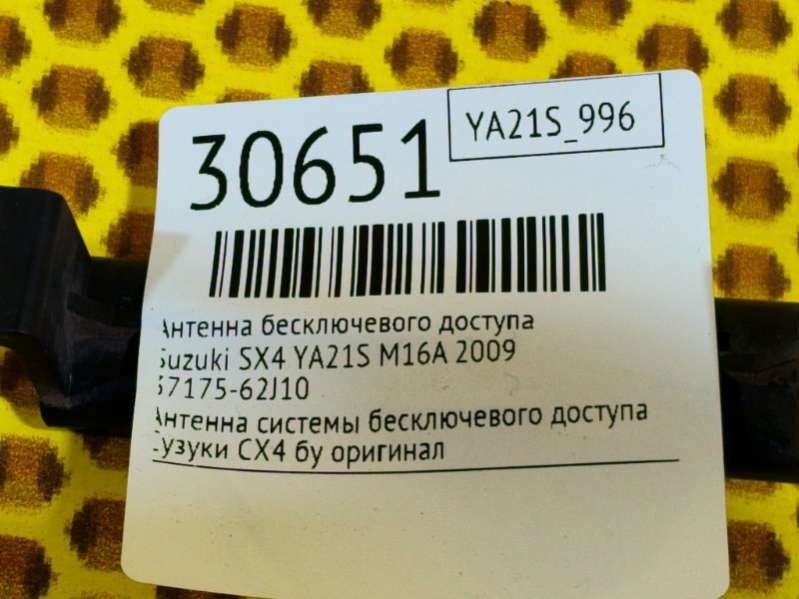 30651
YA21S_996
Антенна бесключевого доступа
Suzuki SX4 YA21S M16A 2009
37175-62J10
Антенна системы бесключевого доступа
Сузуки СХ4 бу оригинал